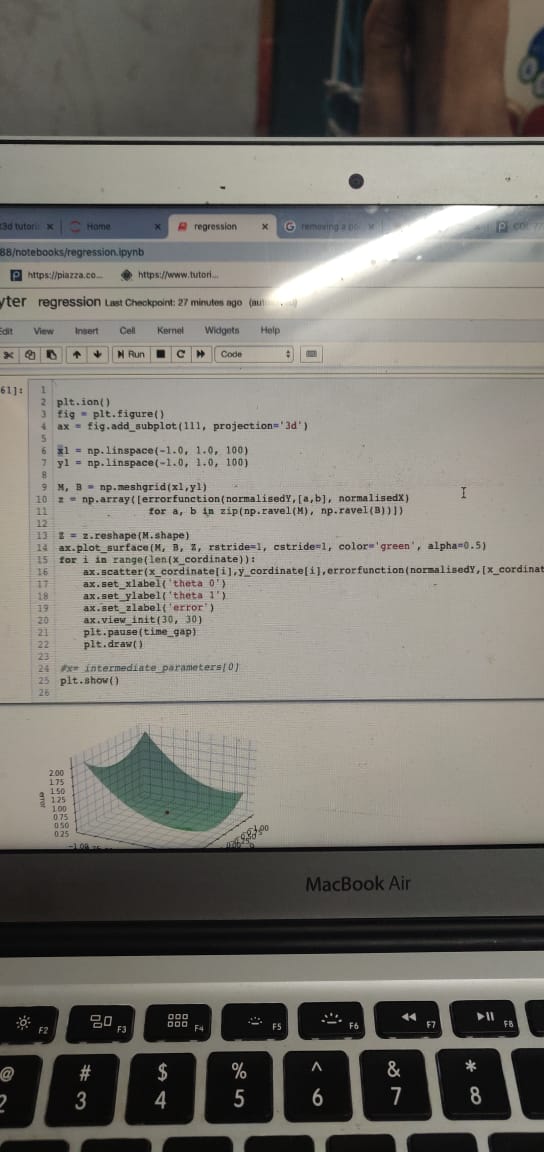 Home
regression
removing a
88/notebooks/regression.ipynb
https://piazza.co...
https://www.tutori...
yter regression Last Checkpoint: 27 minutes ago
Edit View Insert Cell Kernel Widgets Help
Run Code
61]:
1
2 plt.ion()
3 fig = plt.figure()
4 ax = fig.add_subplot(111, projection='3d')
5
6 x1 = np.linspace(-1.0, 1.0, 100)
7 y1 = np.linspace(-1.0, 1.0, 100)
8
9 M, B = np.meshgrid(x1,y1)
10 z = np.array([errorfunction(normalisedY,[a,b], normalisedX)
11 for a, b in zip(np.ravel(M), np.ravel(B))])
12
13 Z = z.reshape(M.shape)
14 ax.plot_surface(M, B, Z, rstride=1, cstride=1, color='green', alpha=0.5)
15 for i in range(len(x_cordinate)):
16 ax.scatter(x_cordinate[i],y_cordinate[i],errorfunction(normalisedY,[x_cordinat
17 ax.set_xlabel('theta 0')
18 ax.set_ylabel('theta 1')
19 ax.set_zlabel('error')
20 ax.view_init(30, 30)
21 plt.pause(time_gap)
22 plt.draw()
23
24 #x= intermediate_parameters[0]
25 plt.show()
26
2.00
1.75
1.50
1.25
1.00
0.75
0.50
0.25
error
MacBook Air
F2 F3 F4 F5 F6 F7 F8
@ # $ % ^ & *
2 3 4 5 6 7 8